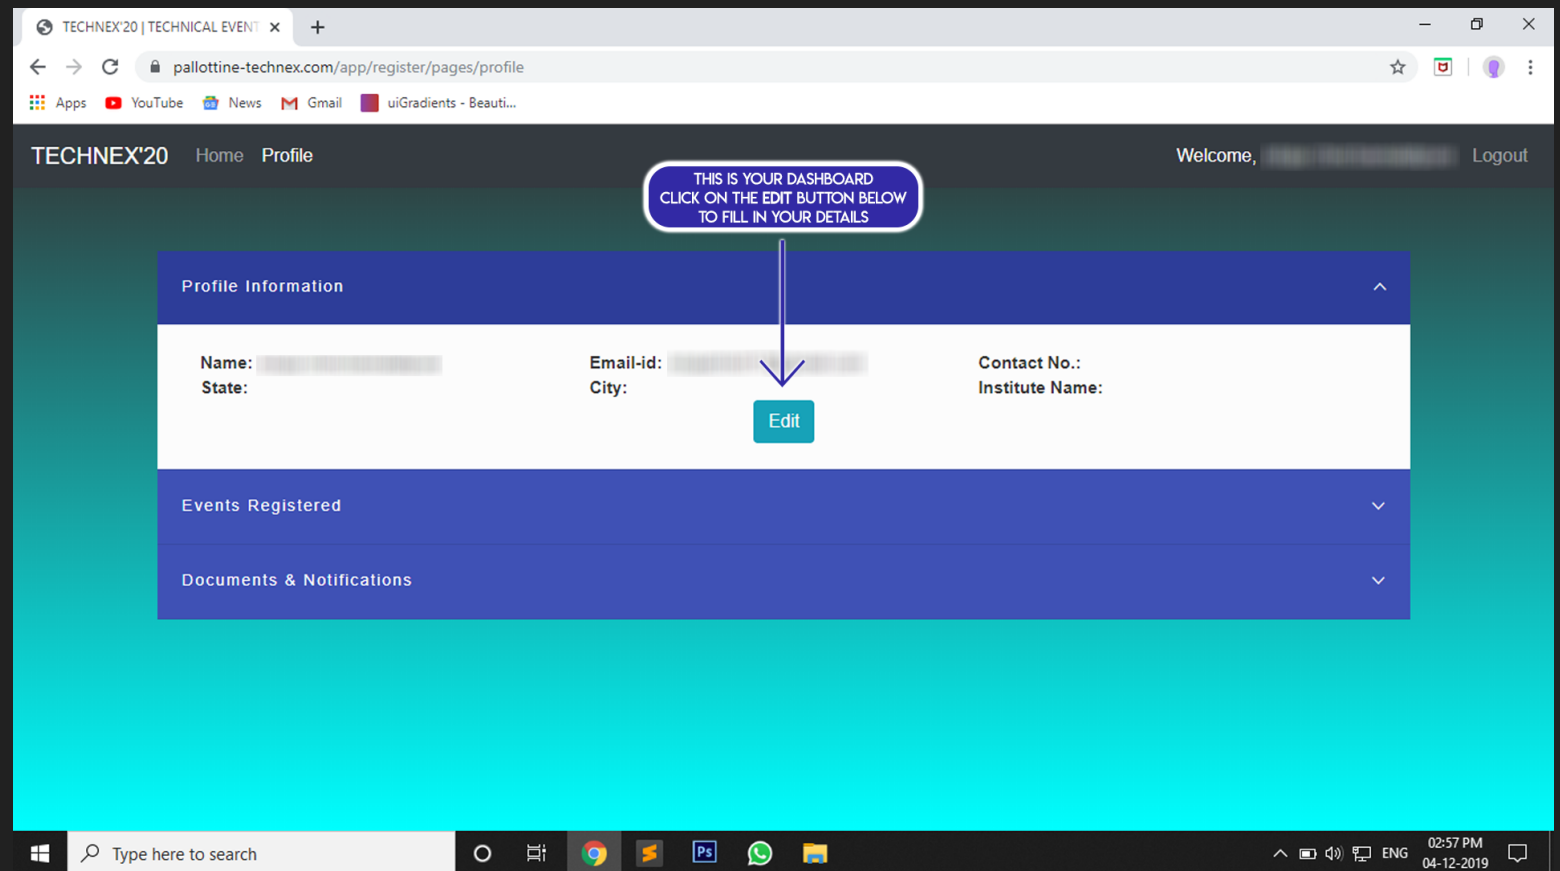 TECHNEX'20 | TECHNICAL EVENT
pallottine-technex.com/app/register/pages/profile
Apps YouTube News Gmail uiGradients - Beauti...
TECHNEX'20 Home Profile Welcome, Logout
THIS IS YOUR DASHBOARD
CLICK ON THE EDIT BUTTON BELOW
TO FILL IN YOUR DETAILS
Profile Information
Name: Email-id: Contact No.:
State: City: Institute Name:
Edit
Events Registered
Documents & Notifications
Type here to search Ps ENG 02:57 PM
04-12-2019